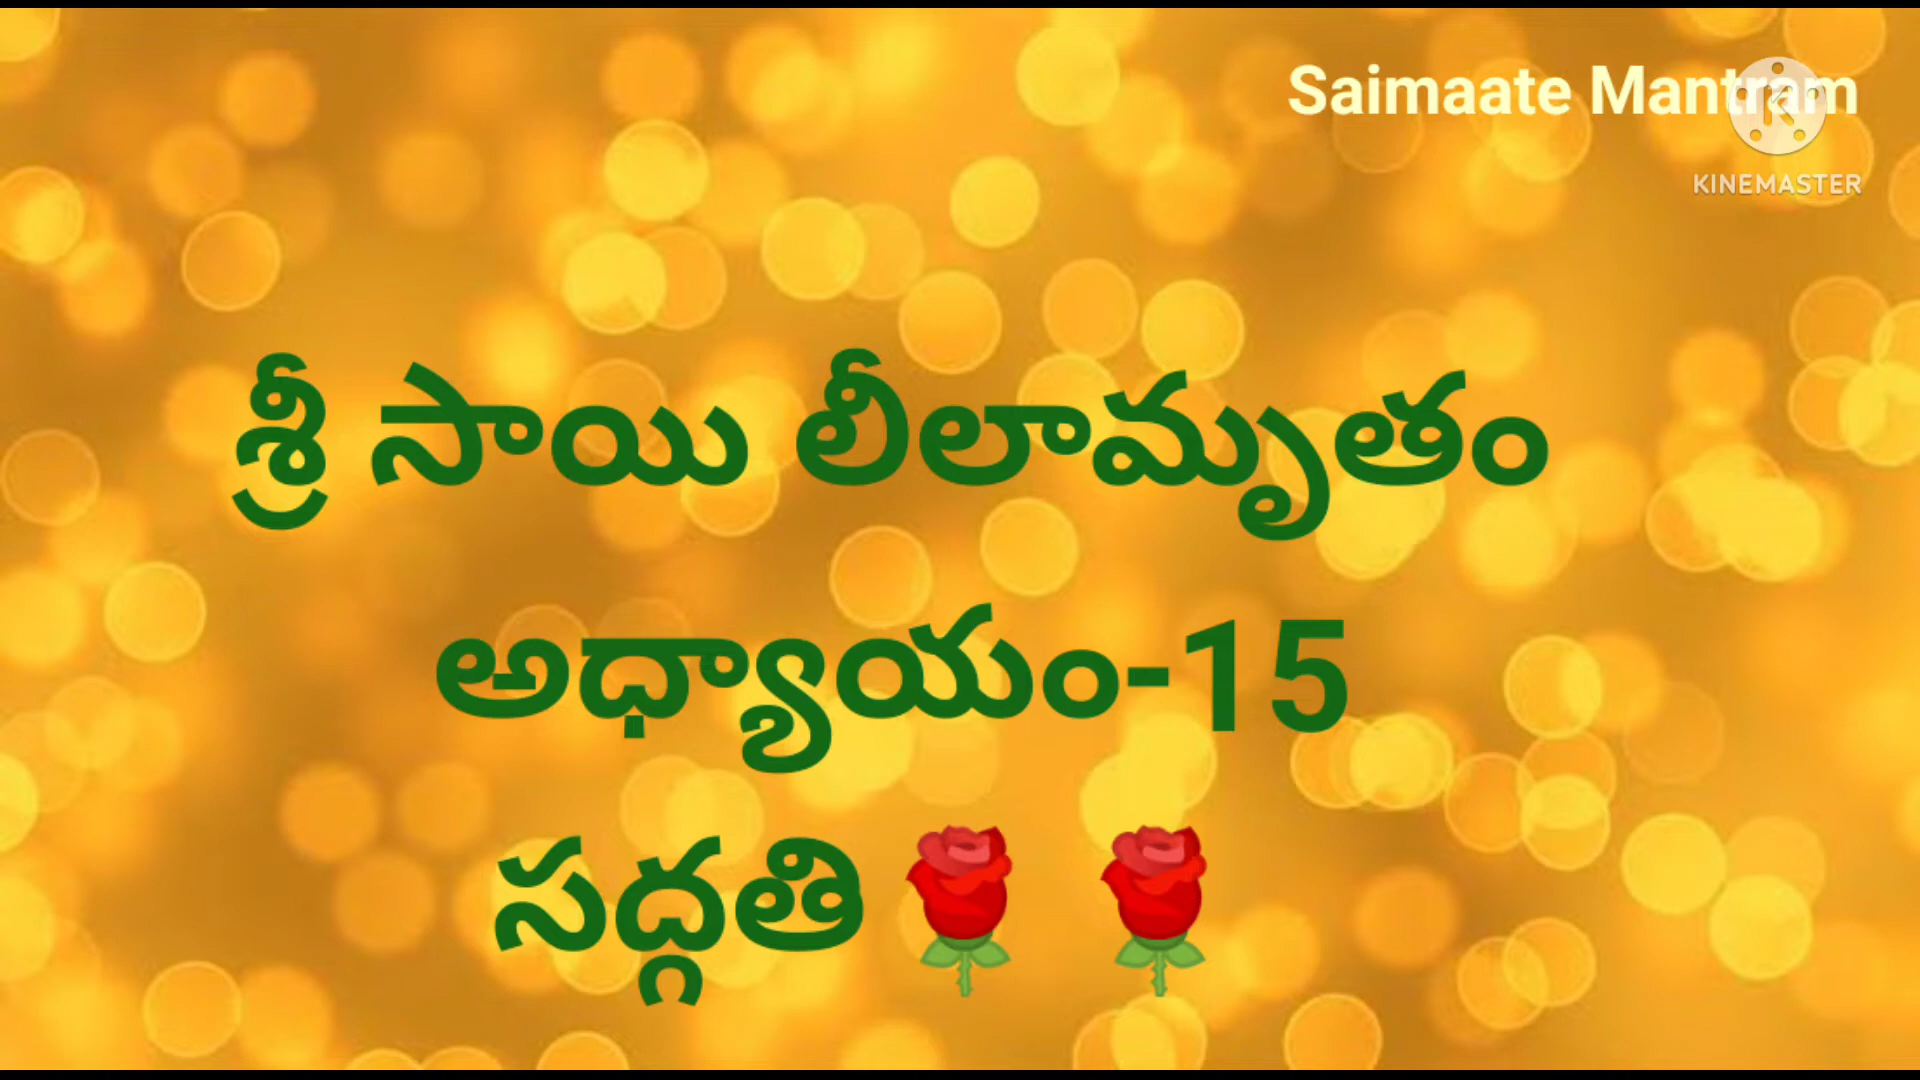 Saimaate Mantram
KINEMASTER
శ్రీ సాయి లీలామృతం
అధ్యాయం-15
సద్గతి🌹 🌹